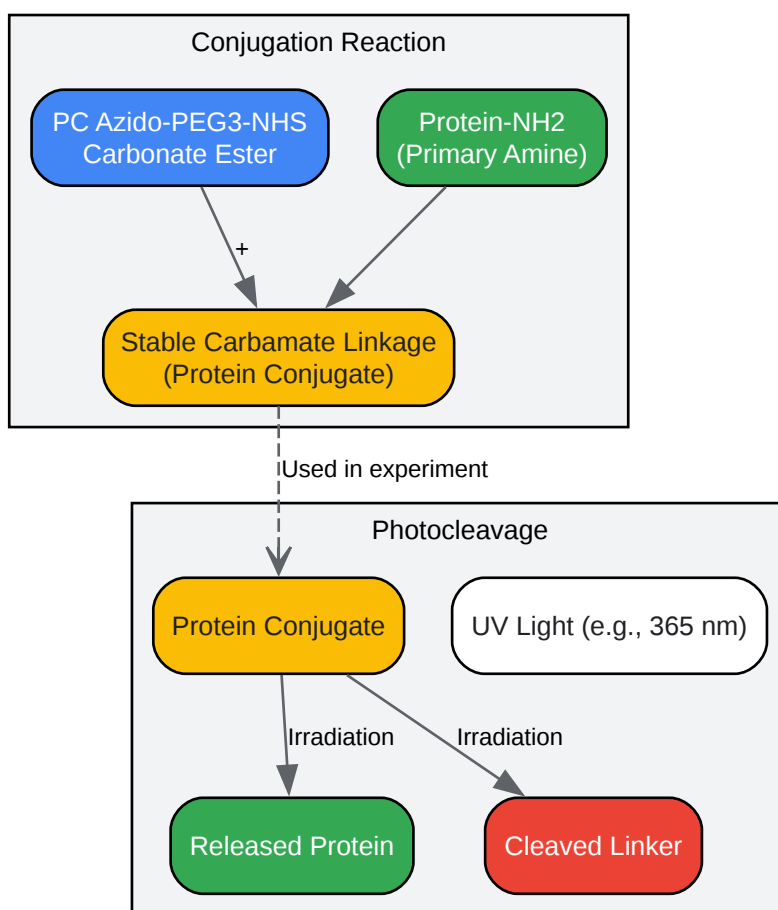 Conjugation Reaction
PC Azido-PEG3-NHS
Carbonate Ester
Protein-NH2
(Primary Amine)
+
Stable Carbamate Linkage
(Protein Conjugate)
Used in experiment
Photocleavage
Protein Conjugate
UV Light (e.g., 365 nm)
Irradiation
Irradiation
Released Protein
Cleaved Linker